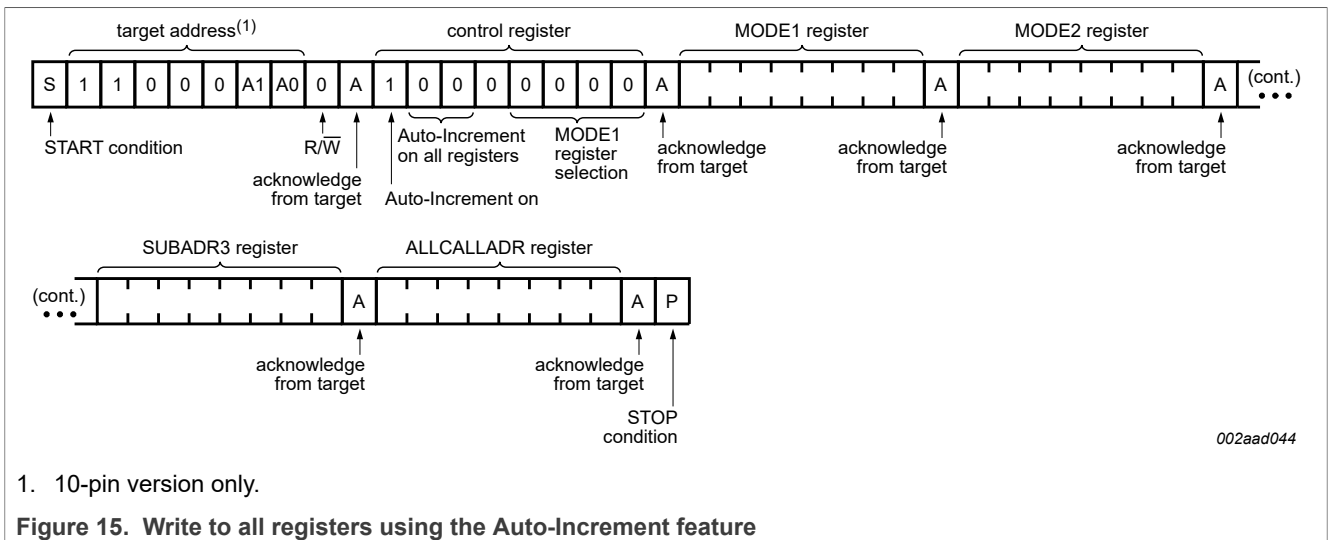 target address(1) control register MODE1 register MODE2 register
S 1 1 0 0 0 A1 A0 0 A 1 0 0 0 0 0 0 0 A A A (cont.)
START condition R/W̅ Auto-Increment on all registers MODE1 register selection acknowledge from target acknowledge from target acknowledge from target
acknowledge from target Auto-Increment on
SUBADR3 register ALLCALLADR register
(cont.) A A P
acknowledge from target acknowledge from target
STOP condition
002aad044
1. 10-pin version only.
Figure 15. Write to all registers using the Auto-Increment feature